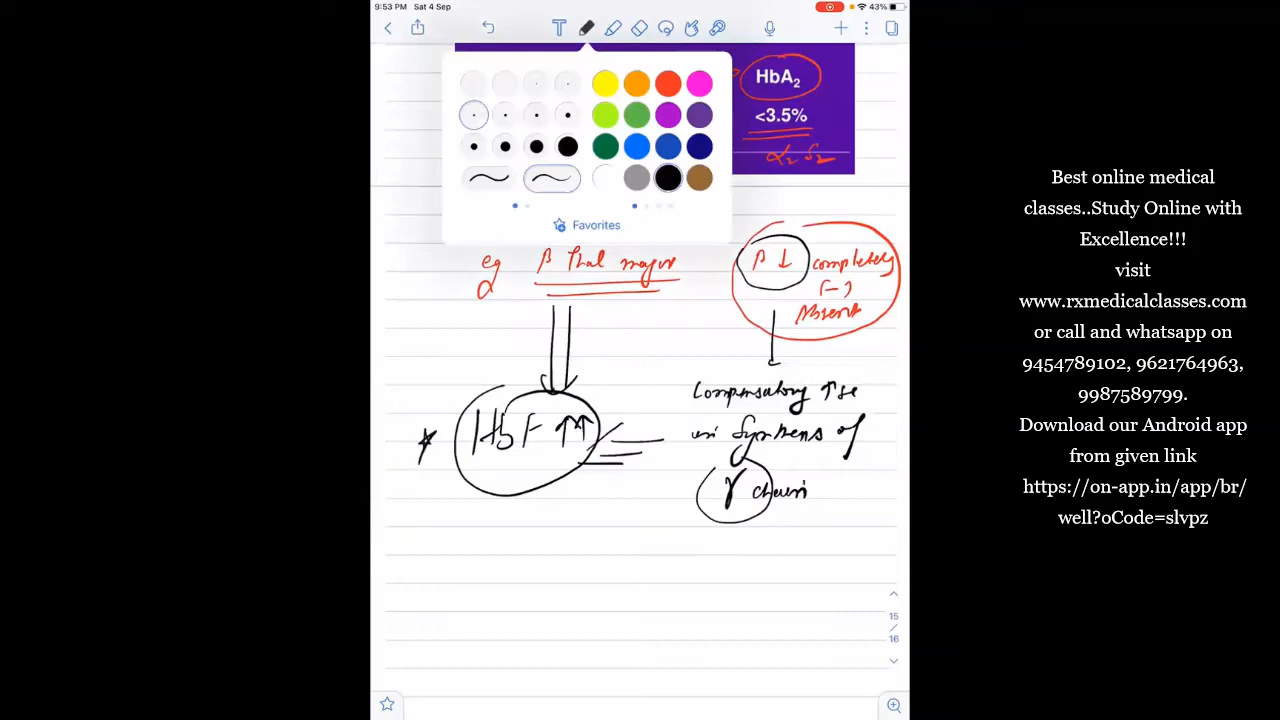 9:53 PM Sat 4 Sep
43%
HbA₂
<3.5%
α₂ δ₂
Favorites
eg β Thal major
β ↓ completely
(-)
Absent
Compensatory ↑se
in Synthesis of
γ chain
HbF ↑↑
15
/
16
Best online medical
classes..Study Online with
Excellence!!!
visit
www.rxmedicalclasses.com
or call and whatsapp on
9454789102, 9621764963,
9987589799.
Download our Android app
from given link
https://on-app.in/app/br/
well?oCode=slvpz